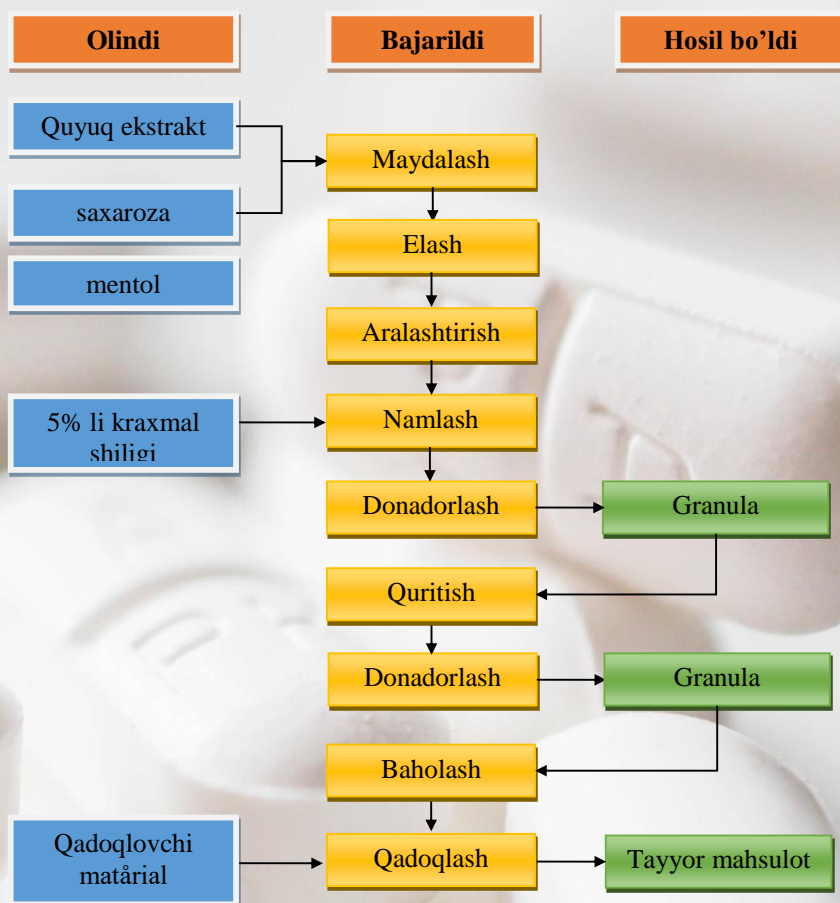 Olindi
Bajarildi
Hosil bo’ldi
Quyuq ekstrakt
Maydalash
saxaroza
Elash
mentol
Aralashtirish
5% li kraxmal
shiligi
Namlash
Donadorlash
Granula
Quritish
Donadorlash
Granula
Baholash
Qadoqlovchi
matårial
Qadoqlash
Tayyor mahsulot